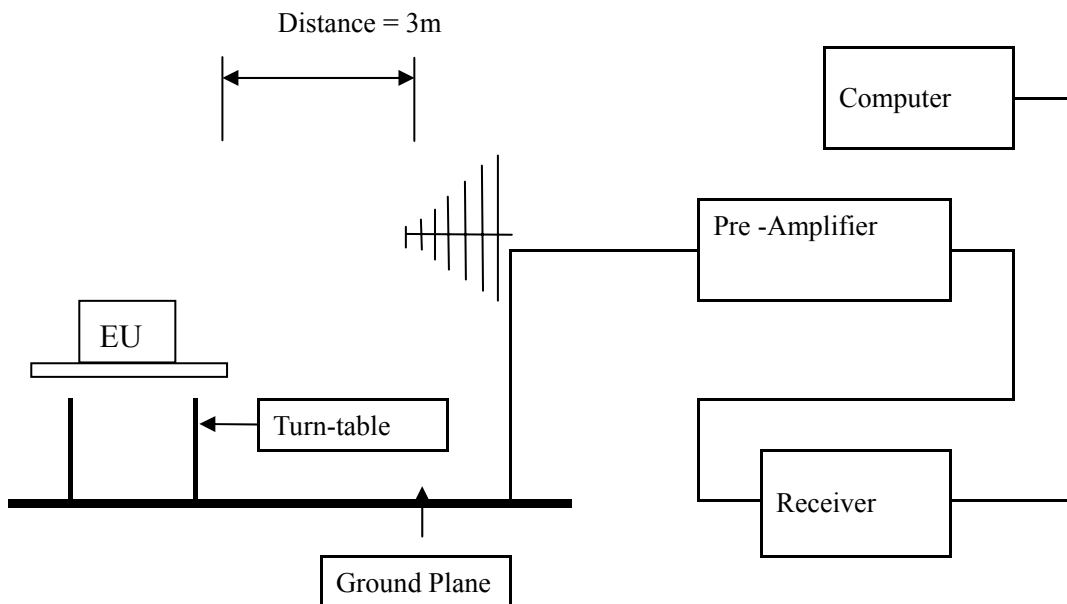 Distance = 3m
Computer
Pre -Amplifier
EU
Turn-table
Receiver
Ground Plane